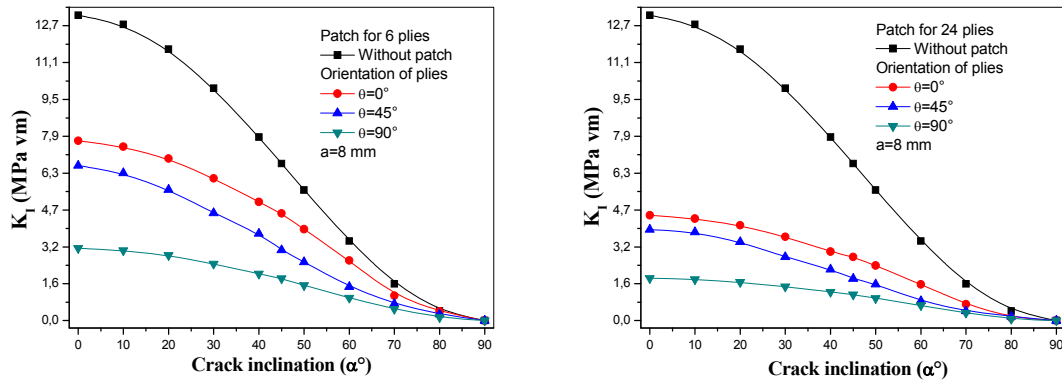 12,7
11,1
9,5
7,9
6,3
4,7
3,2
1,6
0,0
K_I (MPa vm)
Patch for 6 plies
Without patch
Orientation of plies
θ=0°
θ=45°
θ=90°
a=8 mm
0 10 20 30 40 50 60 70 80 90
Crack inclination (α°)
12,7
11,1
9,5
7,9
6,3
4,7
3,2
1,6
0,0
K_I (MPa vm)
Patch for 24 plies
Without patch
Orientation of plies
θ=0°
θ=45°
θ=90°
a=8 mm
0 10 20 30 40 50 60 70 80 90
Crack inclination (α°)